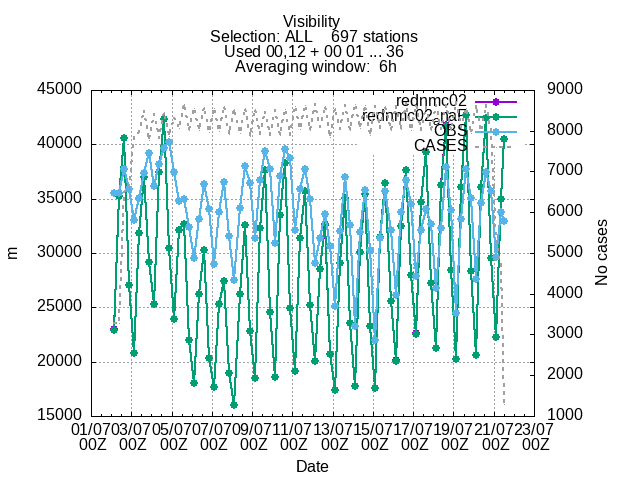 Visibility
Selection: ALL    697 stations
Used 00,12 + 00 01 ... 36
Averaging window:  6h
45000
40000
35000
30000
25000
20000
15000
m
9000
8000
7000
6000
5000
4000
3000
2000
1000
No cases
rednmc02
rednmc02_naF
OBS
CASES
01/07 03/07 05/07 07/07 09/07 11/07 13/07 15/07 17/07 19/07 21/07 23/07
00Z 00Z 00Z 00Z 00Z 00Z 00Z 00Z 00Z 00Z 00Z 00Z
Date